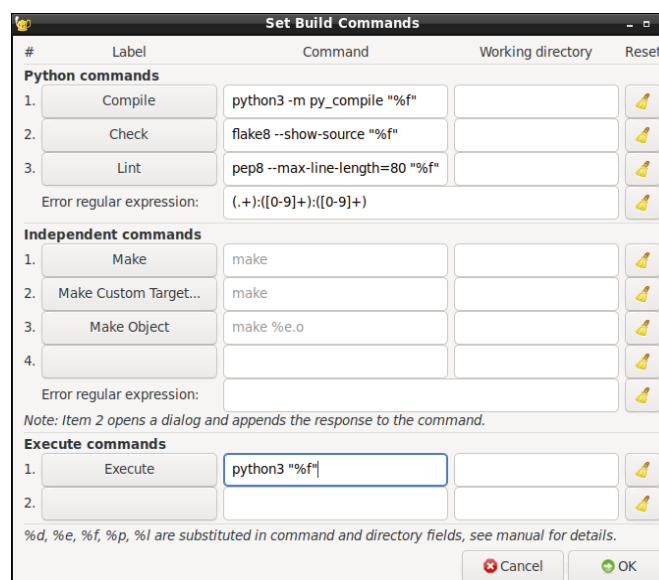 Set Build Commands
# Label Command Working directory Reset
Python commands
1. Compile python3 -m py_compile "%f"
2. Check flake8 --show-source "%f"
3. Lint pep8 --max-line-length=80 "%f"
Error regular expression: (.+):([0-9]+):([0-9]+)
Independent commands
1. Make make
2. Make Custom Target... make
3. Make Object make %e.o
4.
Error regular expression:
Note: Item 2 opens a dialog and appends the response to the command.
Execute commands
1. Execute python3 "%f"
2.
%d, %e, %f, %p, %l are substituted in command and directory fields, see manual for details.
Cancel OK